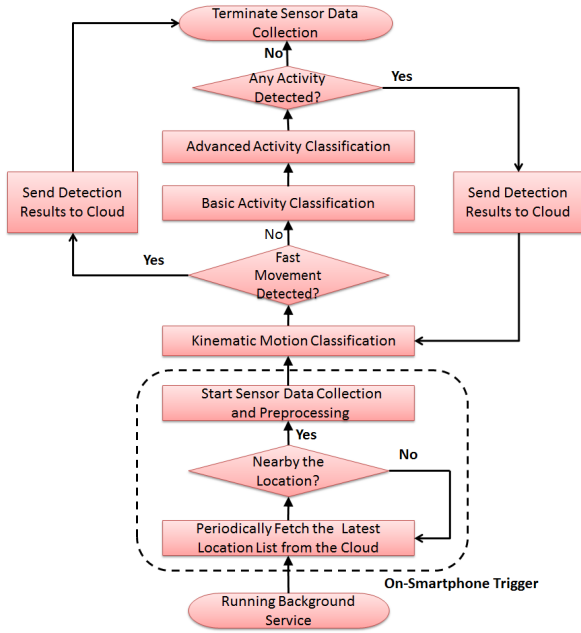 Terminate Sensor Data
Collection
No
Any Activity
Detected?
Yes
Advanced Activity Classification
Send Detection
Results to Cloud
Basic Activity Classification
Send Detection
Results to Cloud
No
Yes
Fast
Movement
Detected?
Kinematic Motion Classification
Start Sensor Data Collection
and Preprocessing
Yes
No
Nearby the
Location?
Periodically Fetch the Latest
Location List from the Cloud
On-Smartphone Trigger
Running Background
Service